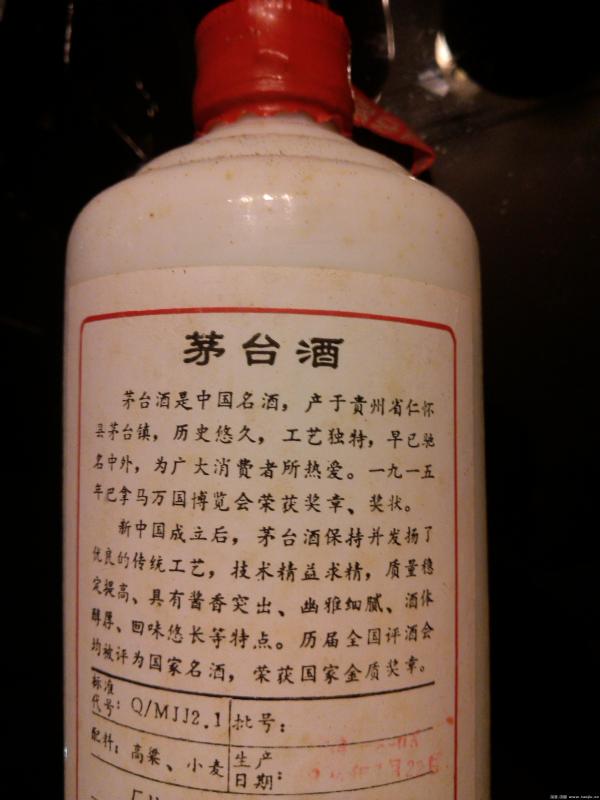 茅台酒
茅台酒是中国名酒，产于贵州省仁怀
县茅台镇，历史悠久，工艺独特，早已驰
名中外，为广大消费者所热爱。一九一五
年巴拿马万国博览会荣获奖章、奖状。
新中国成立后，茅台酒保持并发扬了
优良的传统工艺，技术精益求精，质量稳
定提高、具有酱香突出、幽雅细腻、酒体
醇厚、回味悠长等特点。历届全国评酒会
均被评为国家名酒，荣获国家金质奖章。
标准代号：Q/MJJ2.1 批号：
配料：高粱、小麦 生产日期：